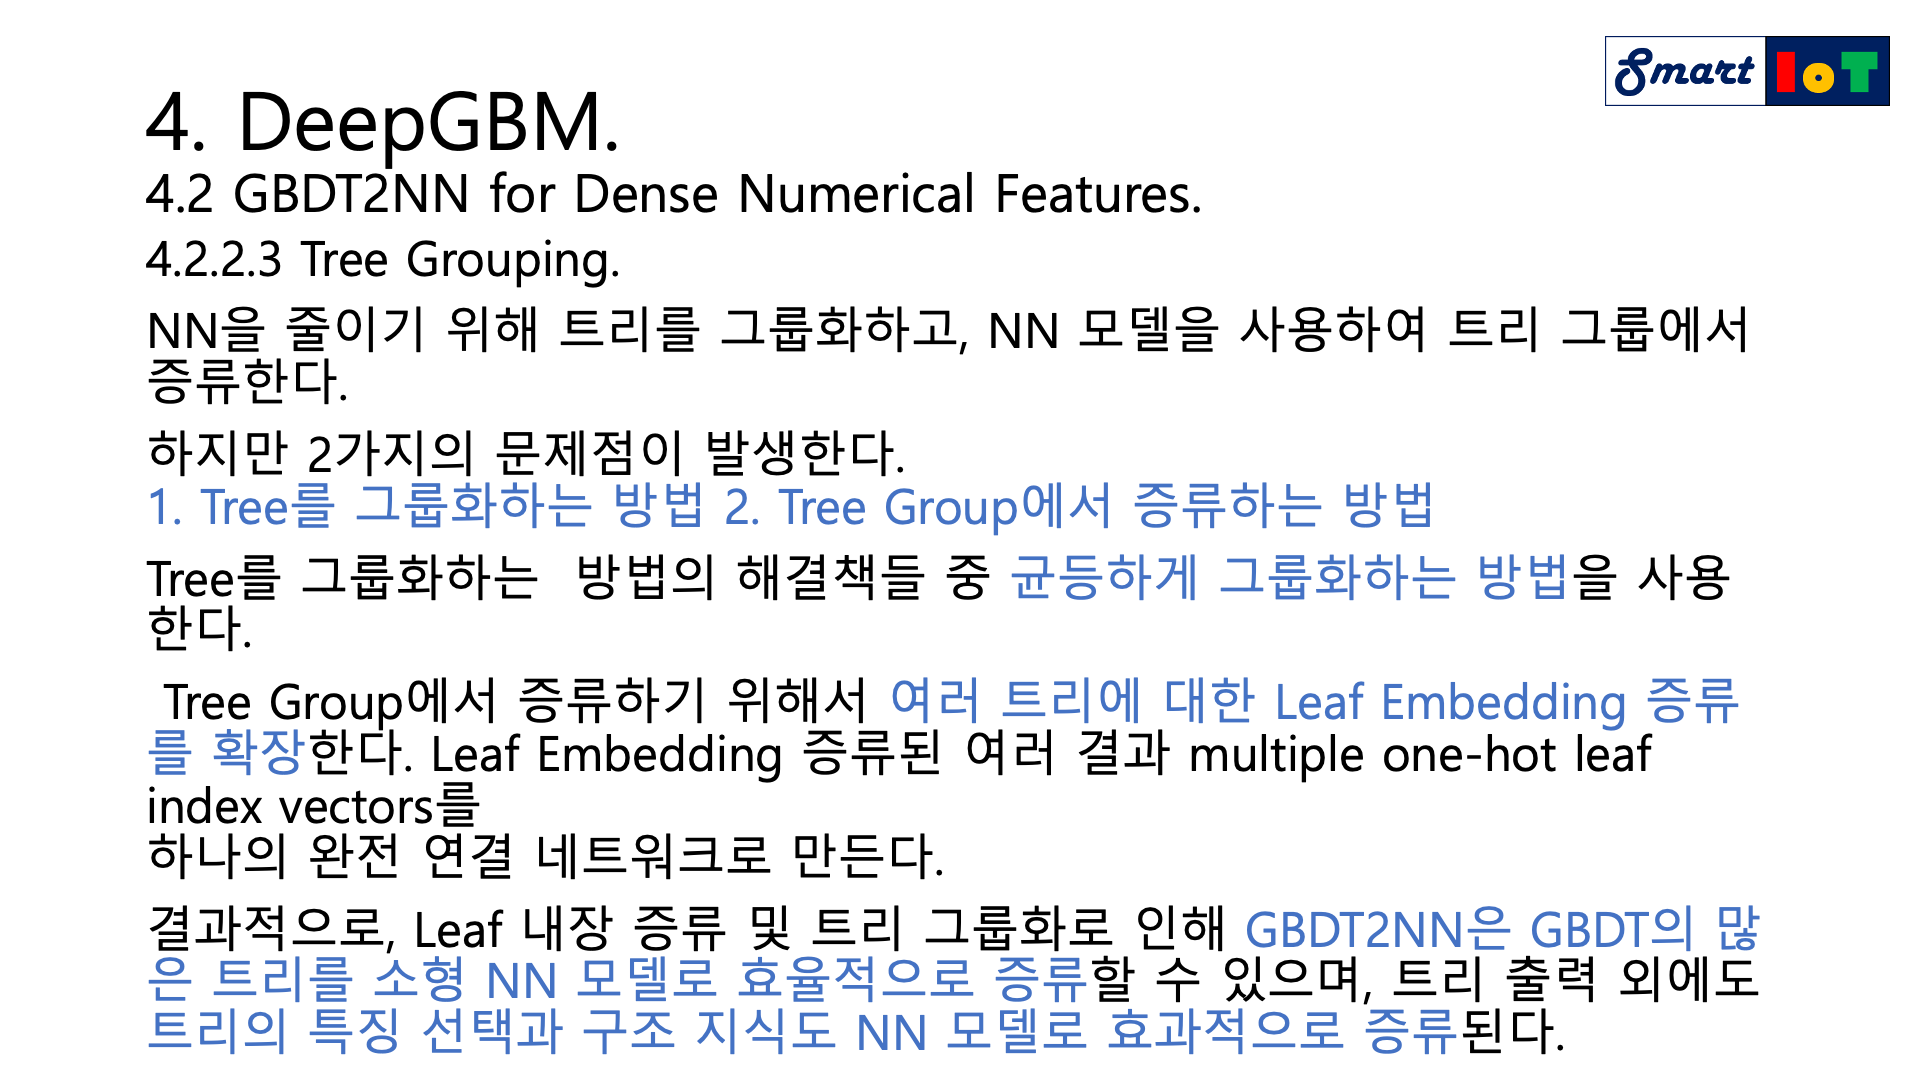 Smart IoT
4. DeepGBM.
4.2 GBDT2NN for Dense Numerical Features.
4.2.2.3 Tree Grouping.
NN을 줄이기 위해 트리를 그룹화하고, NN 모델을 사용하여 트리 그룹에서
증류한다.
하지만 2가지의 문제점이 발생한다.
1. Tree를 그룹화하는 방법 2. Tree Group에서 증류하는 방법
Tree를 그룹화하는  방법의 해결책들 중 균등하게 그룹화하는 방법을 사용
한다.
Tree Group에서 증류하기 위해서 여러 트리에 대한 Leaf Embedding 증류
를 확장한다. Leaf Embedding 증류된 여러 결과 multiple one-hot leaf
index vectors를
하나의 완전 연결 네트워크로 만든다.
결과적으로, Leaf 내장 증류 및 트리 그룹화로 인해 GBDT2NN은 GBDT의 많
은 트리를 소형 NN 모델로 효율적으로 증류할 수 있으며, 트리 출력 외에도
트리의 특징 선택과 구조 지식도 NN 모델로 효과적으로 증류된다.